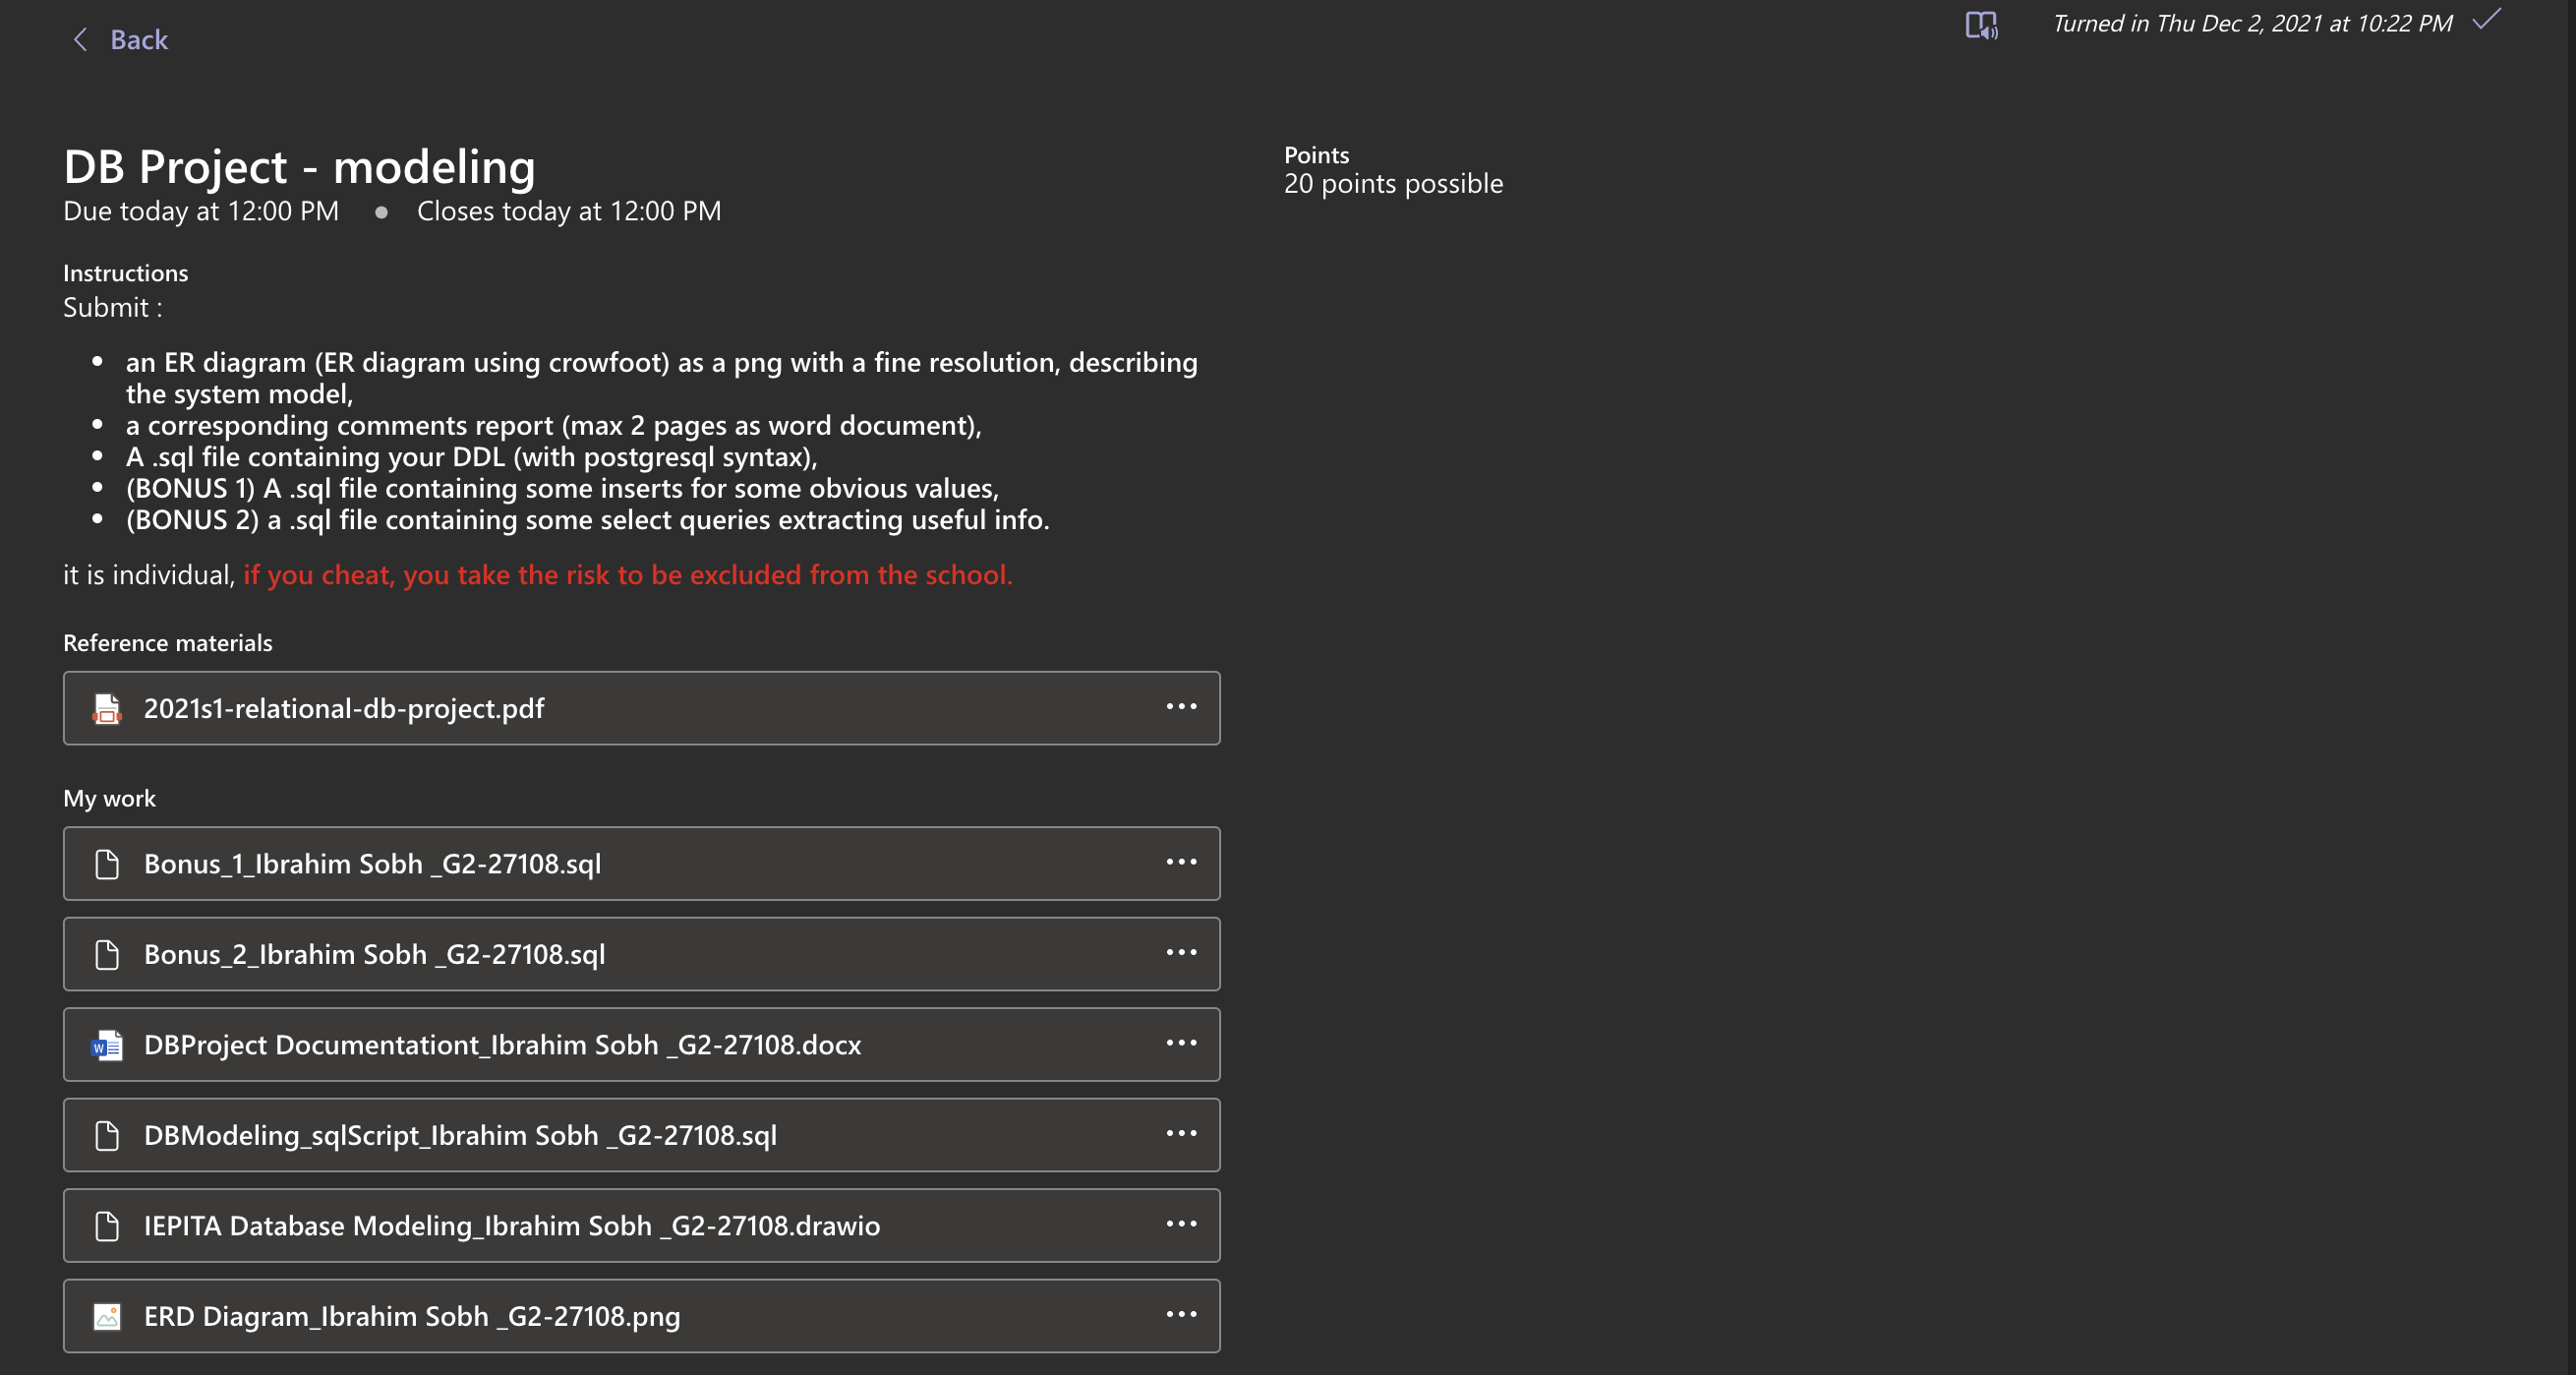 Back
Turned in Thu Dec 2, 2021 at 10:22 PM
DB Project - modeling
Due today at 12:00 PM • Closes today at 12:00 PM
Points
20 points possible
Instructions
Submit :
• an ER diagram (ER diagram using crowfoot) as a png with a fine resolution, describing
the system model,
• a corresponding comments report (max 2 pages as word document),
• A .sql file containing your DDL (with postgresql syntax),
• (BONUS 1) A .sql file containing some inserts for some obvious values,
• (BONUS 2) a .sql file containing some select queries extracting useful info.
it is individual, if you cheat, you take the risk to be excluded from the school.
Reference materials
2021s1-relational-db-project.pdf
My work
Bonus_1_Ibrahim Sobh _G2-27108.sql
Bonus_2_Ibrahim Sobh _G2-27108.sql
DBProject Documentationt_Ibrahim Sobh _G2-27108.docx
DBModeling_sqlScript_Ibrahim Sobh _G2-27108.sql
IEPITA Database Modeling_Ibrahim Sobh _G2-27108.drawio
ERD Diagram_Ibrahim Sobh _G2-27108.png